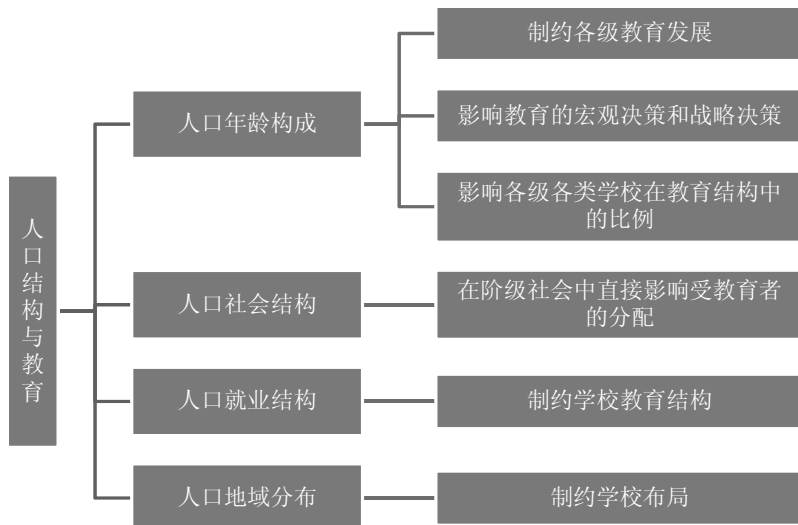 人口结构与教育
人口年龄构成
制约各级教育发展
影响教育的宏观决策和战略决策
影响各级各类学校在教育结构中
的比例
人口社会结构
在阶级社会中直接影响受教育者
的分配
人口就业结构
制约学校教育结构
人口地域分布
制约学校布局